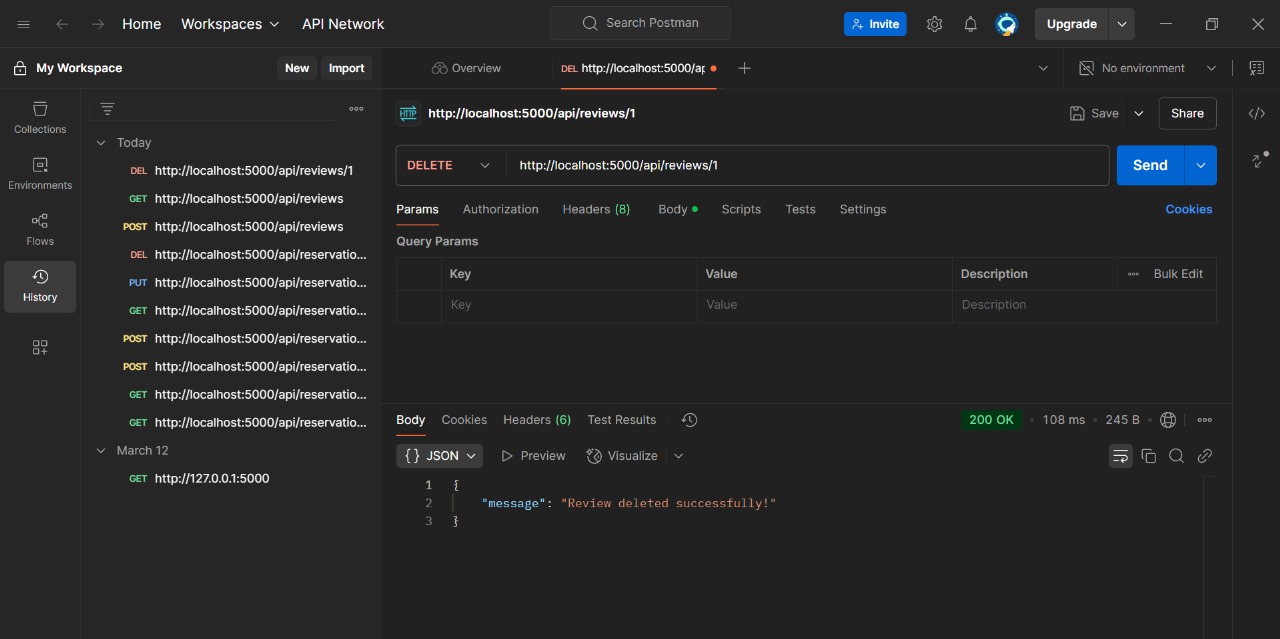 Home Workspaces API Network Search Postman Invite Upgrade
My Workspace New Import Overview DEL http://localhost:5000/ap No environment
Collections
Environments
Flows
History
Today
DEL http://localhost:5000/api/reviews/1
GET http://localhost:5000/api/reviews
POST http://localhost:5000/api/reviews
DEL http://localhost:5000/api/reservatio...
PUT http://localhost:5000/api/reservatio...
GET http://localhost:5000/api/reservatio...
POST http://localhost:5000/api/reservatio...
POST http://localhost:5000/api/reservatio...
GET http://localhost:5000/api/reservatio...
GET http://localhost:5000/api/reservatio...
March 12
GET http://127.0.0.1:5000
HTTP http://localhost:5000/api/reviews/1 Save Share
DELETE http://localhost:5000/api/reviews/1 Send
Params Authorization Headers (8) Body Scripts Tests Settings Cookies
Query Params
Key Value Description Bulk Edit
Key Value Description
Body Cookies Headers (6) Test Results 200 OK 108 ms 245 B
{} JSON Preview Visualize
1 {
2 "message": "Review deleted successfully!"
3 }